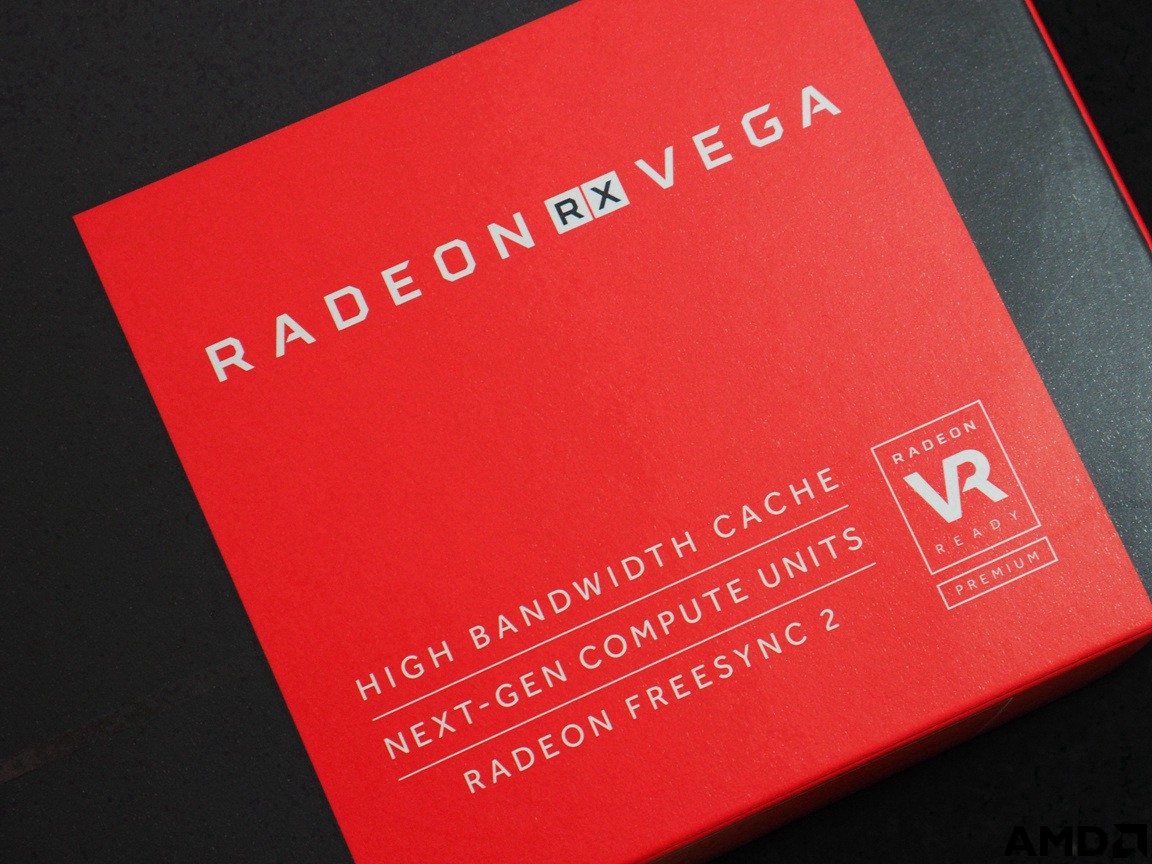 RADEON RX VEGA
HIGH BANDWIDTH CACHE
NEXT-GEN COMPUTE UNITS
RADEON FREESYNC 2
RADEON
VR
READY
PREMIUM
AMD